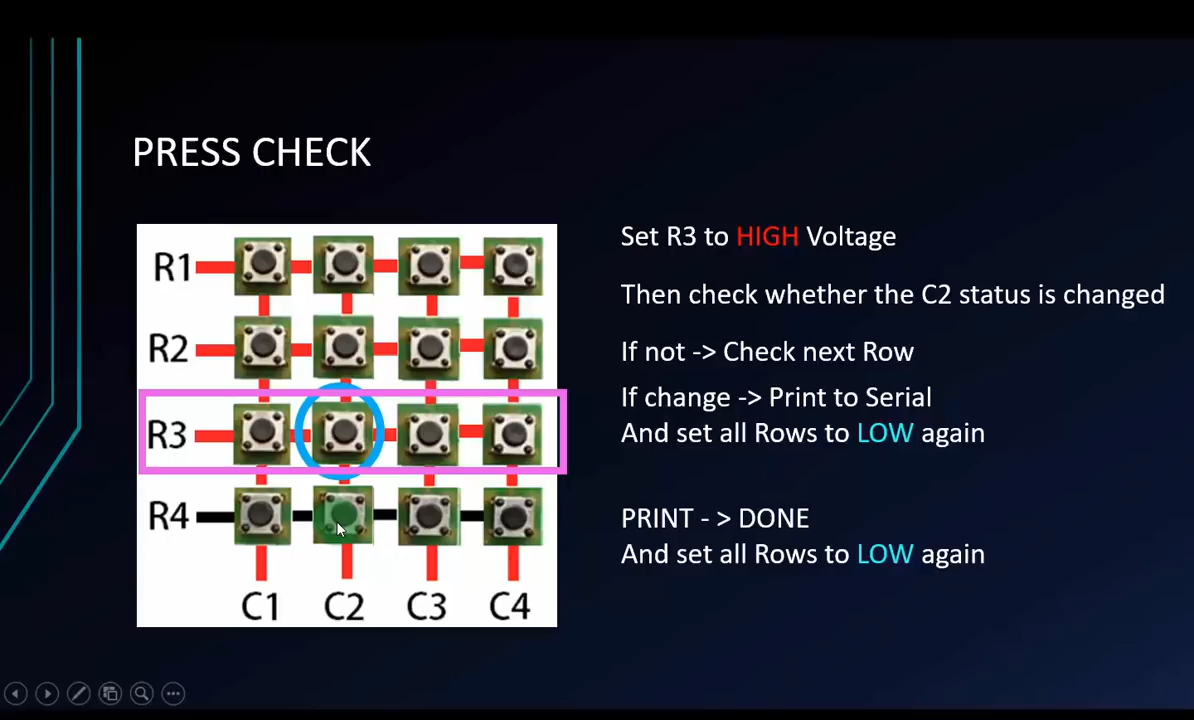 PRESS CHECK
R1
R2
R3
R4
C1 C2 C3 C4
Set R3 to HIGH Voltage
Then check whether the C2 status is changed
If not -> Check next Row
If change -> Print to Serial
And set all Rows to LOW again
PRINT - > DONE
And set all Rows to LOW again